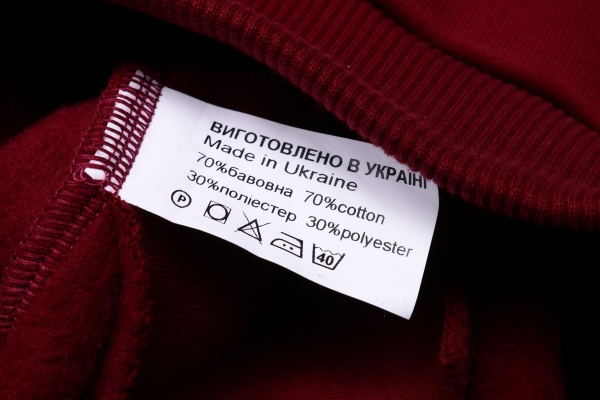 ВИГОТОВЛЕНО В УКРАЇНІ
Made in Ukraine
70%бавовна 70%cotton
30%поліестер 30%polyester
P 40